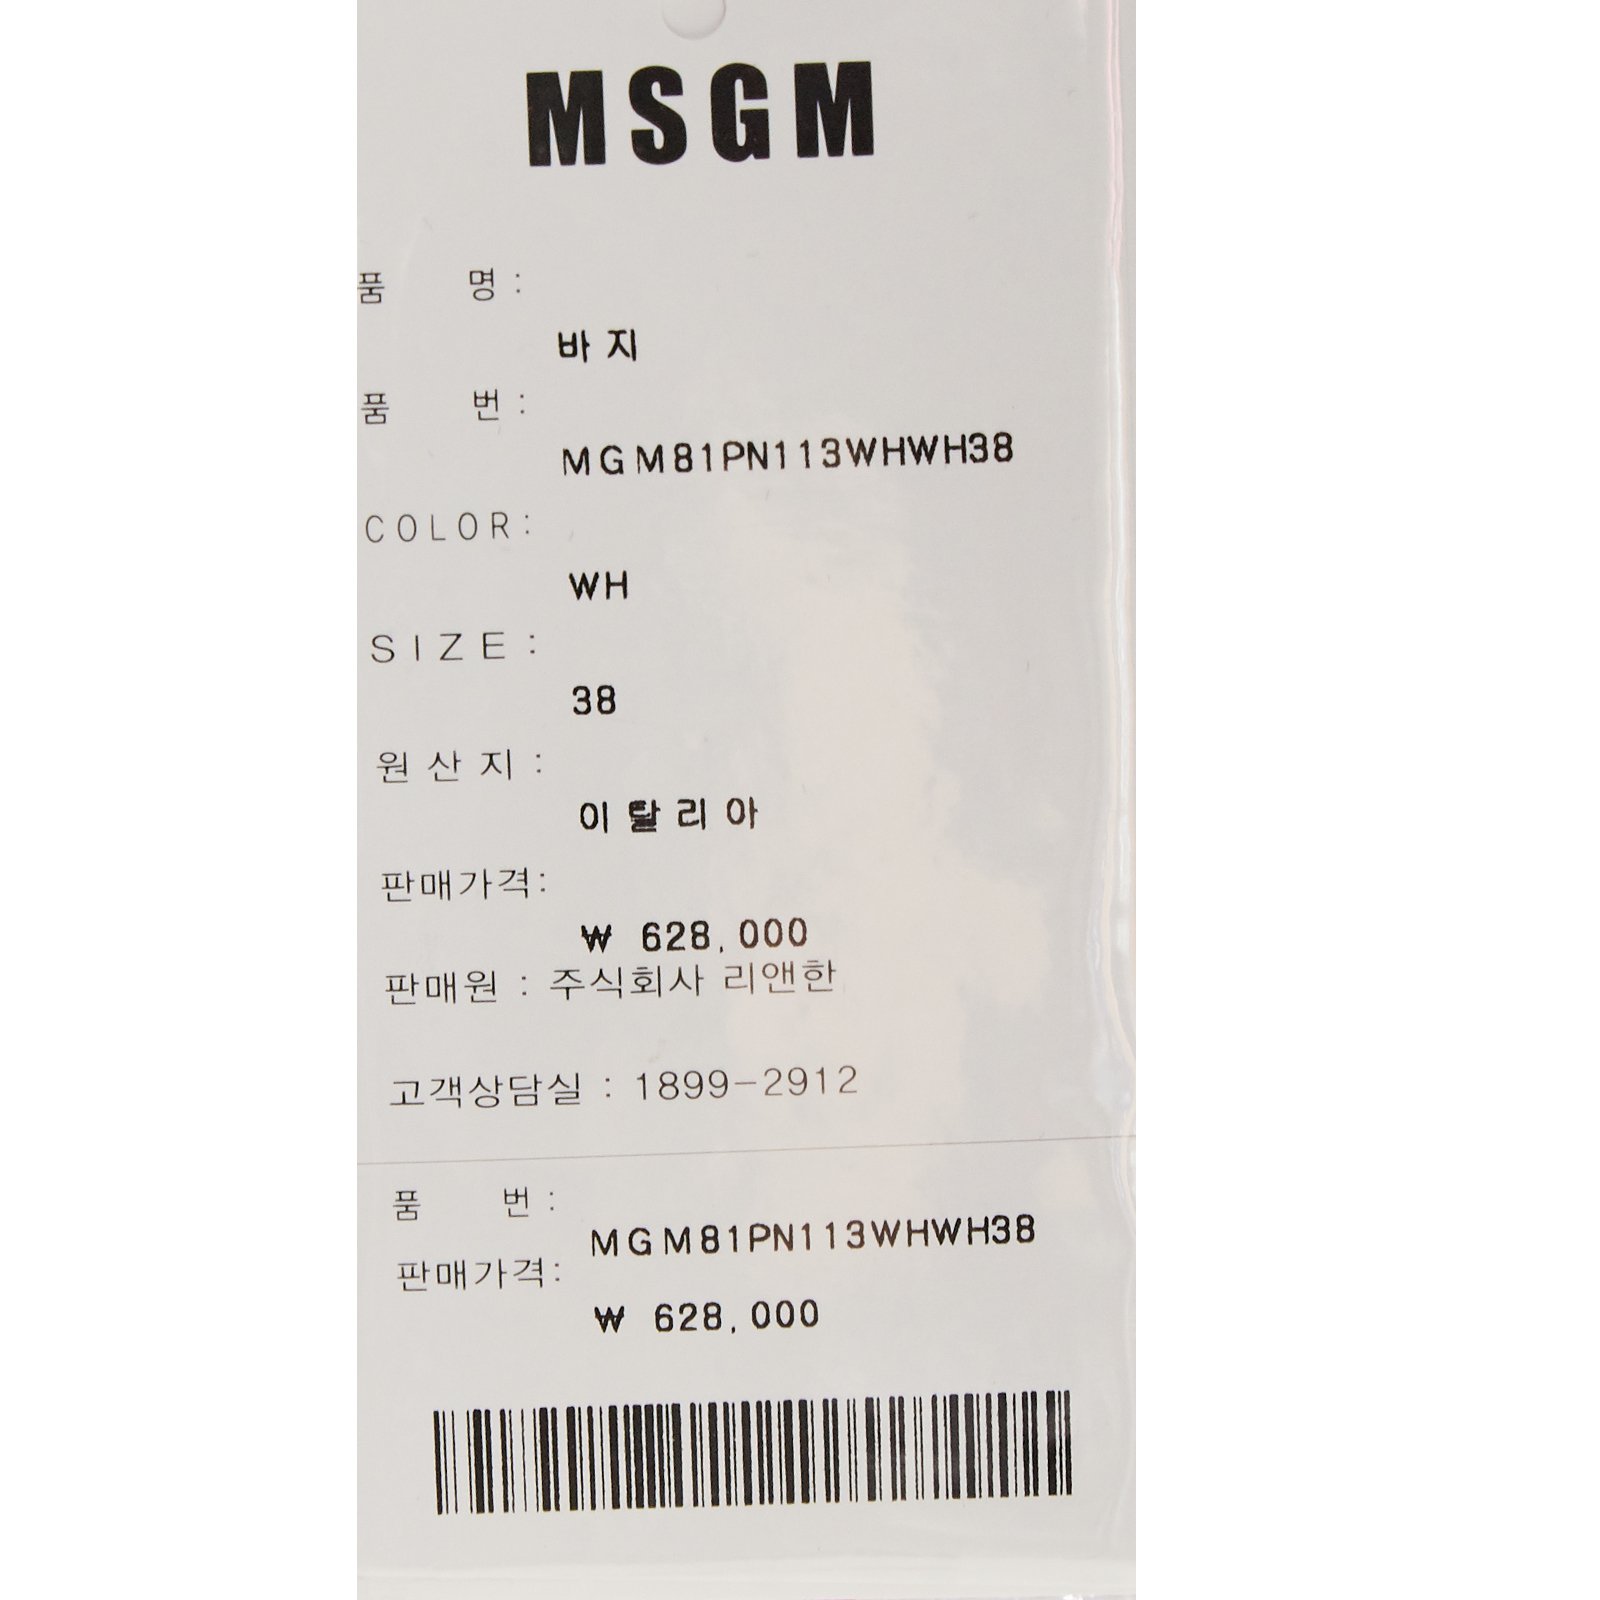 MSGM
품 명 :
바지
품 번 :
MGM81PN113WHWH38
COLOR:
WH
SIZE :
38
원산지 :
이탈리아
판매가격:
₩ 628,000
판매원 : 주식회사 리앤한
고객상담실 : 1899-2912
품 번 :
MGM81PN113WHWH38
판매가격:
₩ 628,000